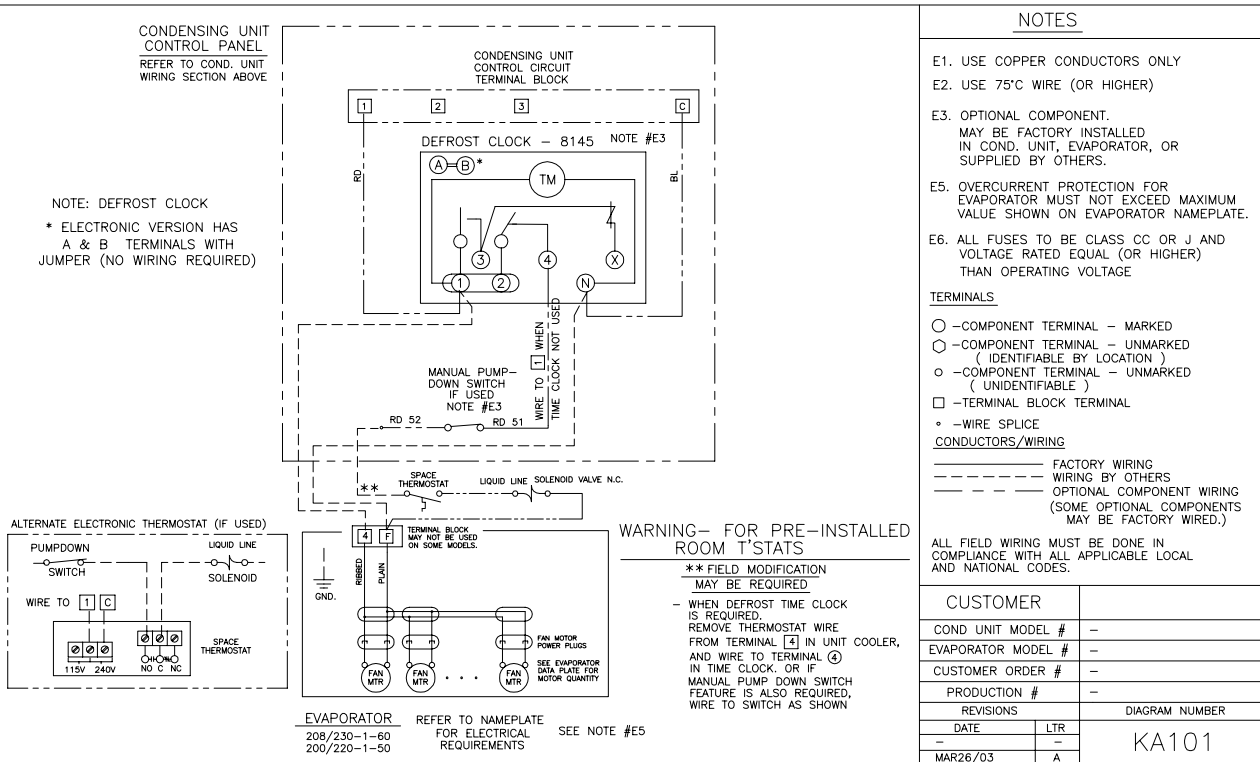 CONDENSING UNIT
CONTROL PANEL
REFER TO COND. UNIT
WIRING SECTION ABOVE
CONDENSING UNIT
CONTROL CIRCUIT
TERMINAL BLOCK
1 2 3 C
DEFROST CLOCK – 8145 NOTE #E3
RD
BL
A B *
TM
3 4 X
1 2 N
NOTE: DEFROST CLOCK
* ELECTRONIC VERSION HAS
A & B TERMINALS WITH
JUMPER (NO WIRING REQUIRED)
WIRE TO 1 WHEN
TIME CLOCK NOT USED
MANUAL PUMP–
DOWN SWITCH
IF USED
NOTE #E3
RD 52 RD 51
**
SPACE
THERMOSTAT
LIQUID LINE SOLENOID VALVE N.C.
ALTERNATE ELECTRONIC THERMOSTAT (IF USED)
PUMPDOWN
SWITCH
LIQUID LINE
SOLENOID
WIRE TO 1 C
115V 240V
NO C NC
SPACE
THERMOSTAT
4 F
TERMINAL BLOCK
MAY NOT BE USED
ON SOME MODELS.
RIBBED
PLAIN
GND.
FAN MOTOR
POWER PLUGS
SEE EVAPORATOR
DATA PLATE FOR
MOTOR QUANTITY
FAN
MTR
FAN
MTR
. . .
FAN
MTR
EVAPORATOR
208/230–1–60
200/220–1–50
REFER TO NAMEPLATE
FOR ELECTRICAL
REQUIREMENTS
SEE NOTE #E5
WARNING– FOR PRE–INSTALLED
ROOM T'STATS
** FIELD MODIFICATION
MAY BE REQUIRED
– WHEN DEFROST TIME CLOCK
IS REQUIRED.
REMOVE THERMOSTAT WIRE
FROM TERMINAL 4 IN UNIT COOLER,
AND WIRE TO TERMINAL 4
IN TIME CLOCK. OR IF
MANUAL PUMP DOWN SWITCH
FEATURE IS ALSO REQUIRED,
WIRE TO SWITCH AS SHOWN
NOTES
E1. USE COPPER CONDUCTORS ONLY
E2. USE 75°C WIRE (OR HIGHER)
E3. OPTIONAL COMPONENT.
MAY BE FACTORY INSTALLED
IN COND. UNIT, EVAPORATOR, OR
SUPPLIED BY OTHERS.
E5. OVERCURRENT PROTECTION FOR
EVAPORATOR MUST NOT EXCEED MAXIMUM
VALUE SHOWN ON EVAPORATOR NAMEPLATE.
E6. ALL FUSES TO BE CLASS CC OR J AND
VOLTAGE RATED EQUAL (OR HIGHER)
THAN OPERATING VOLTAGE
TERMINALS
–COMPONENT TERMINAL – MARKED
–COMPONENT TERMINAL – UNMARKED
( IDENTIFIABLE BY LOCATION )
–COMPONENT TERMINAL – UNMARKED
( UNIDENTIFIABLE )
–TERMINAL BLOCK TERMINAL
–WIRE SPLICE
CONDUCTORS/WIRING
FACTORY WIRING
WIRING BY OTHERS
OPTIONAL COMPONENT WIRING
(SOME OPTIONAL COMPONENTS
MAY BE FACTORY WIRED.)
ALL FIELD WIRING MUST BE DONE IN
COMPLIANCE WITH ALL APPLICABLE LOCAL
AND NATIONAL CODES.
CUSTOMER
COND UNIT MODEL # –
EVAPORATOR MODEL # –
CUSTOMER ORDER # –
PRODUCTION # –
REVISIONS DIAGRAM NUMBER
DATE LTR
– –
MAR26/03 A
KA101